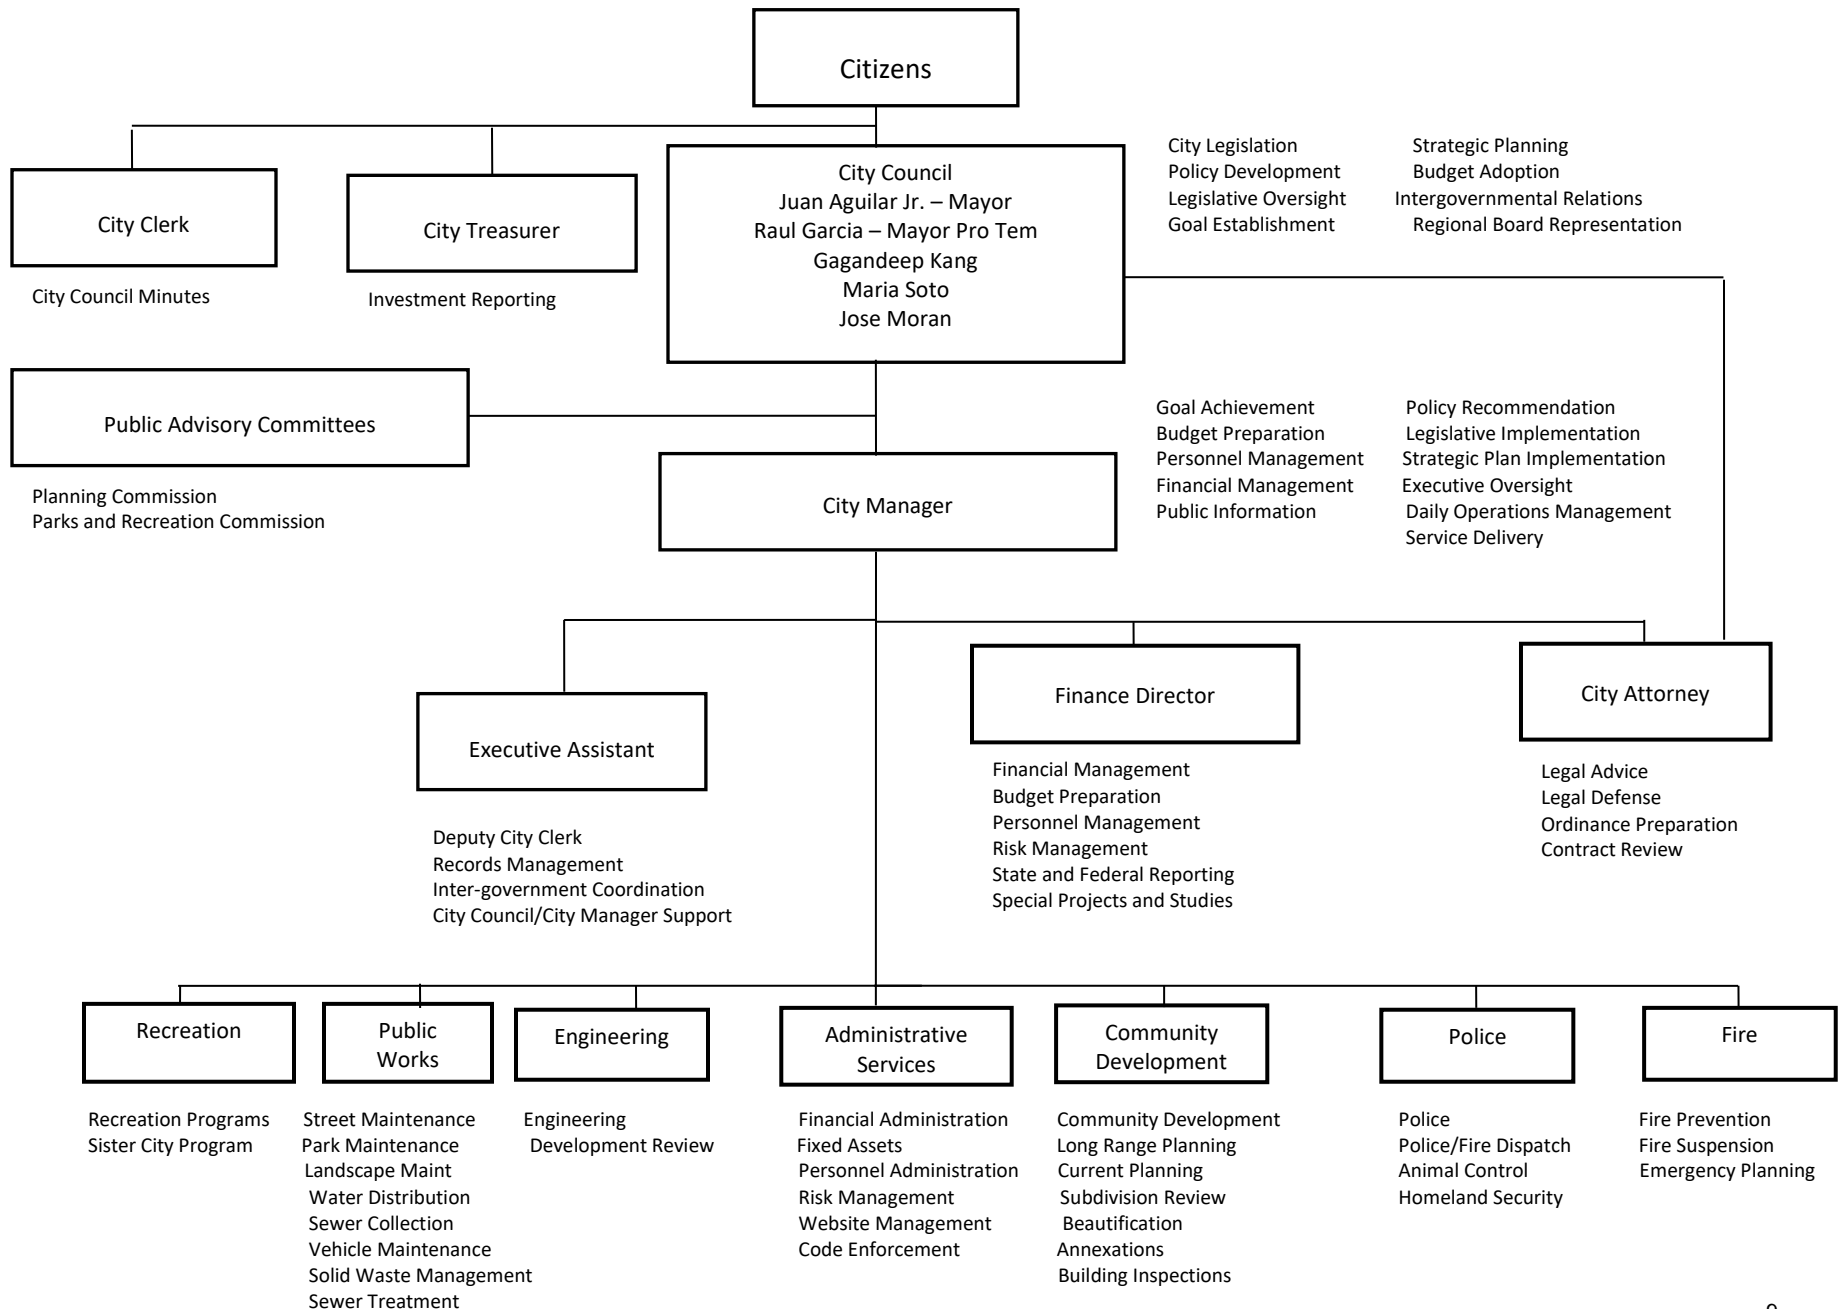 Citizens
City Clerk
City Council Minutes
City Treasurer
Investment Reporting
City Council
Juan Aguilar Jr. – Mayor
Raul Garcia – Mayor Pro Tem
Gagandeep Kang
Maria Soto
Jose Moran
City Legislation
Policy Development
Legislative Oversight
Goal Establishment
Strategic Planning
Budget Adoption
Intergovernmental Relations
Regional Board Representation
Public Advisory Committees
Planning Commission
Parks and Recreation Commission
City Manager
Goal Achievement
Budget Preparation
Personnel Management
Financial Management
Public Information
Policy Recommendation
Legislative Implementation
Strategic Plan Implementation
Executive Oversight
Daily Operations Management
Service Delivery
Executive Assistant
Deputy City Clerk
Records Management
Inter-government Coordination
City Council/City Manager Support
Finance Director
Financial Management
Budget Preparation
Personnel Management
Risk Management
State and Federal Reporting
Special Projects and Studies
City Attorney
Legal Advice
Legal Defense
Ordinance Preparation
Contract Review
Recreation
Recreation Programs
Sister City Program
Public
Works
Street Maintenance
Park Maintenance
Landscape Maint
Water Distribution
Sewer Collection
Vehicle Maintenance
Solid Waste Management
Sewer Treatment
Engineering
Engineering
Development Review
Administrative
Services
Financial Administration
Fixed Assets
Personnel Administration
Risk Management
Website Management
Code Enforcement
Community
Development
Community Development
Long Range Planning
Current Planning
Subdivision Review
Beautification
Annexations
Building Inspections
Police
Police
Police/Fire Dispatch
Animal Control
Homeland Security
Fire
Fire Prevention
Fire Suspension
Emergency Planning